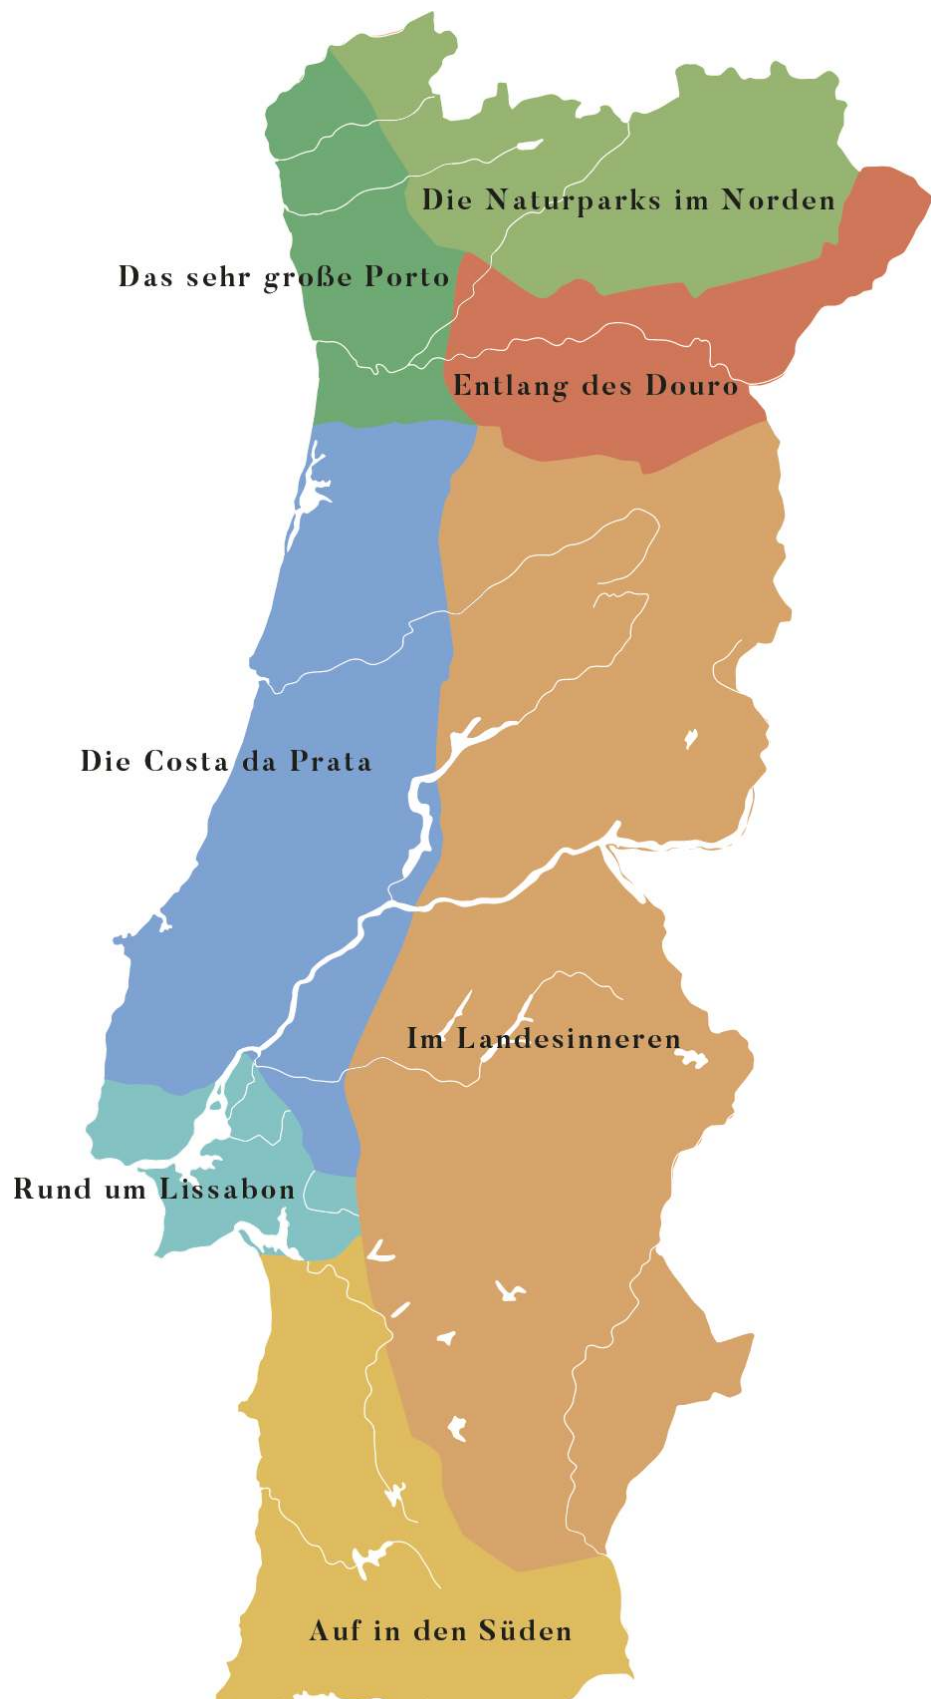 Die Naturparks im Norden
Das sehr große Porto
Entlang des Douro
Die Costa da Prata
Im Landesinneren
Rund um Lissabon
Auf in den Süden